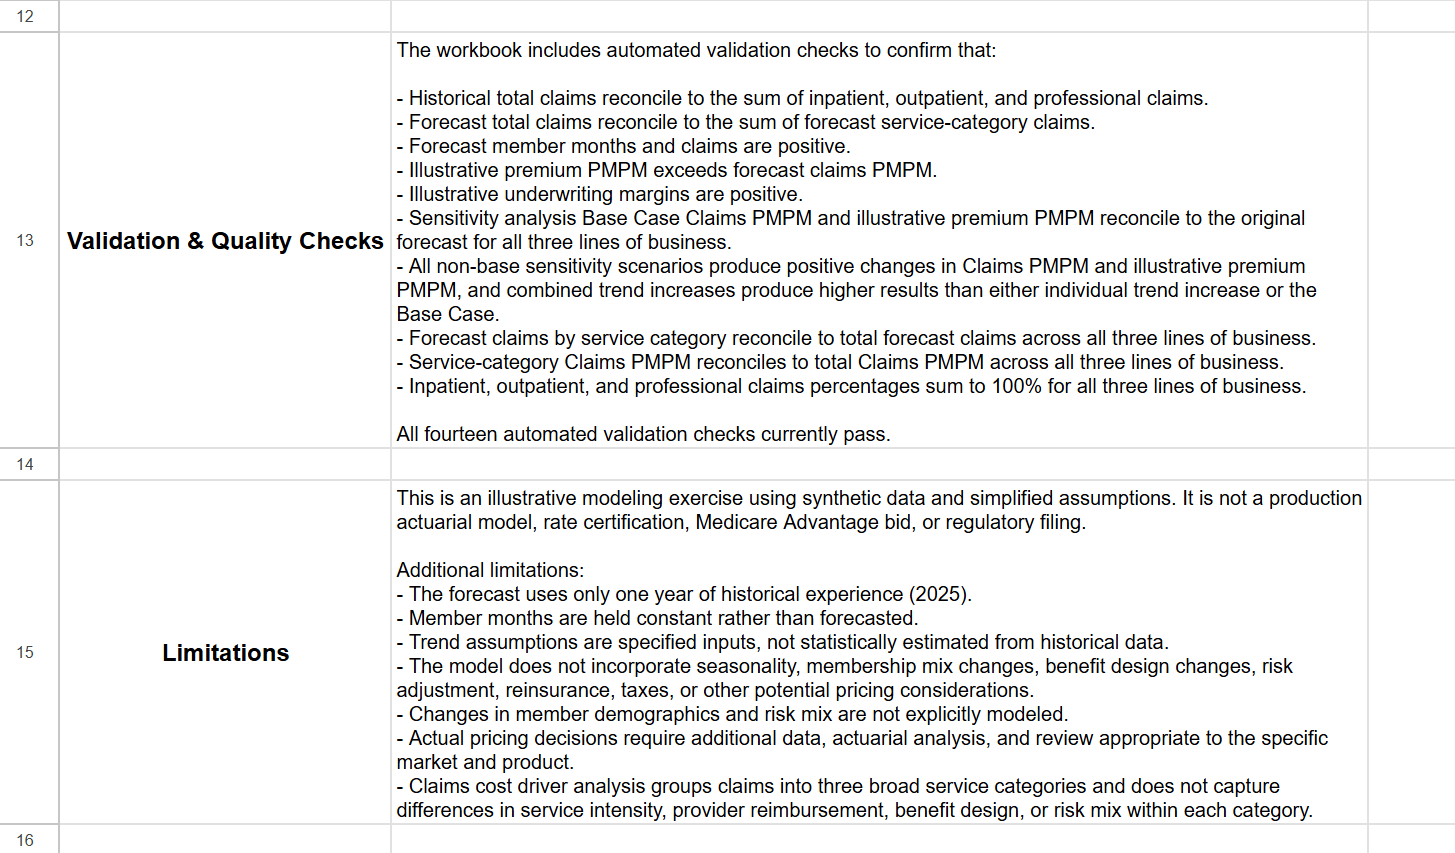 12
The workbook includes automated validation checks to confirm that:
- Historical total claims reconcile to the sum of inpatient, outpatient, and professional claims.
- Forecast total claims reconcile to the sum of forecast service-category claims.
- Forecast member months and claims are positive.
- Illustrative premium PMPM exceeds forecast claims PMPM.
- Illustrative underwriting margins are positive.
- Sensitivity analysis Base Case Claims PMPM and illustrative premium PMPM reconcile to the original
13
Validation & Quality Checks
forecast for all three lines of business.
- All non-base sensitivity scenarios produce positive changes in Claims PMPM and illustrative premium
PMPM, and combined trend increases produce higher results than either individual trend increase or the
Base Case.
- Forecast claims by service category reconcile to total forecast claims across all three lines of business.
- Service-category Claims PMPM reconciles to total Claims PMPM across all three lines of business.
- Inpatient, outpatient, and professional claims percentages sum to 100% for all three lines of business.
All fourteen automated validation checks currently pass.
14
This is an illustrative modeling exercise using synthetic data and simplified assumptions. It is not a production
actuarial model, rate certification, Medicare Advantage bid, or regulatory filing.
Additional limitations:
- The forecast uses only one year of historical experience (2025).
- Member months are held constant rather than forecasted.
- Trend assumptions are specified inputs, not statistically estimated from historical data.
15
Limitations
- The model does not incorporate seasonality, membership mix changes, benefit design changes, risk
adjustment, reinsurance, taxes, or other potential pricing considerations.
- Changes in member demographics and risk mix are not explicitly modeled.
- Actual pricing decisions require additional data, actuarial analysis, and review appropriate to the specific
market and product.
- Claims cost driver analysis groups claims into three broad service categories and does not capture
differences in service intensity, provider reimbursement, benefit design, or risk mix within each category.
16